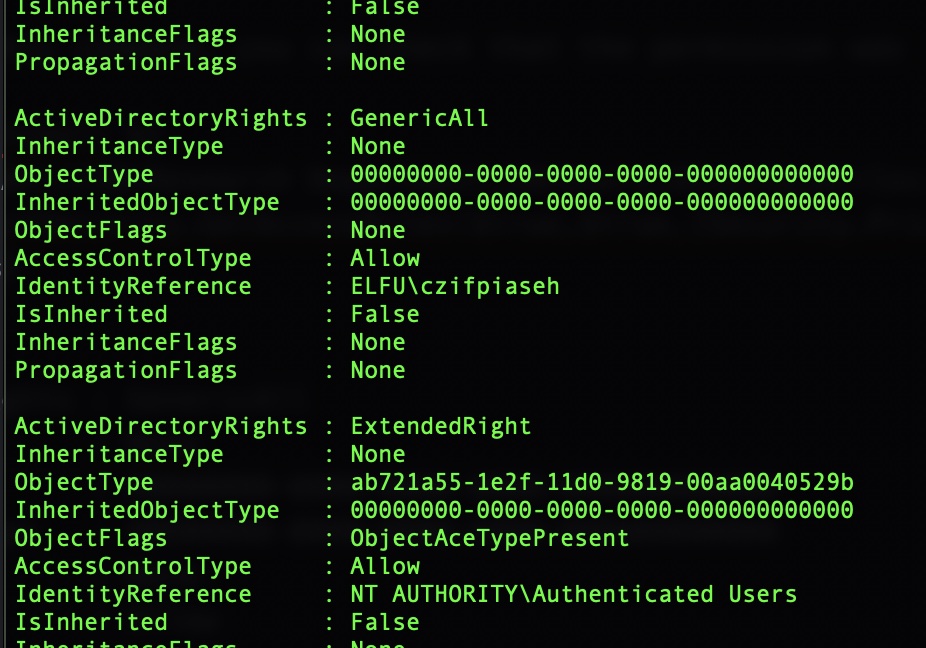 IsInherited           : False
InheritanceFlags      : None
PropagationFlags      : None

ActiveDirectoryRights : GenericAll
InheritanceType       : None
ObjectType            : 00000000-0000-0000-0000-000000000000
InheritedObjectType   : 00000000-0000-0000-0000-000000000000
ObjectFlags           : None
AccessControlType     : Allow
IdentityReference     : ELFU\czifpiaseh
IsInherited           : False
InheritanceFlags      : None
PropagationFlags      : None

ActiveDirectoryRights : ExtendedRight
InheritanceType       : None
ObjectType            : ab721a55-1e2f-11d0-9819-00aa0040529b
InheritedObjectType   : 00000000-0000-0000-0000-000000000000
ObjectFlags           : ObjectAceTypePresent
AccessControlType     : Allow
IdentityReference     : NT AUTHORITY\Authenticated Users
IsInherited           : False
InheritanceFlags      : None